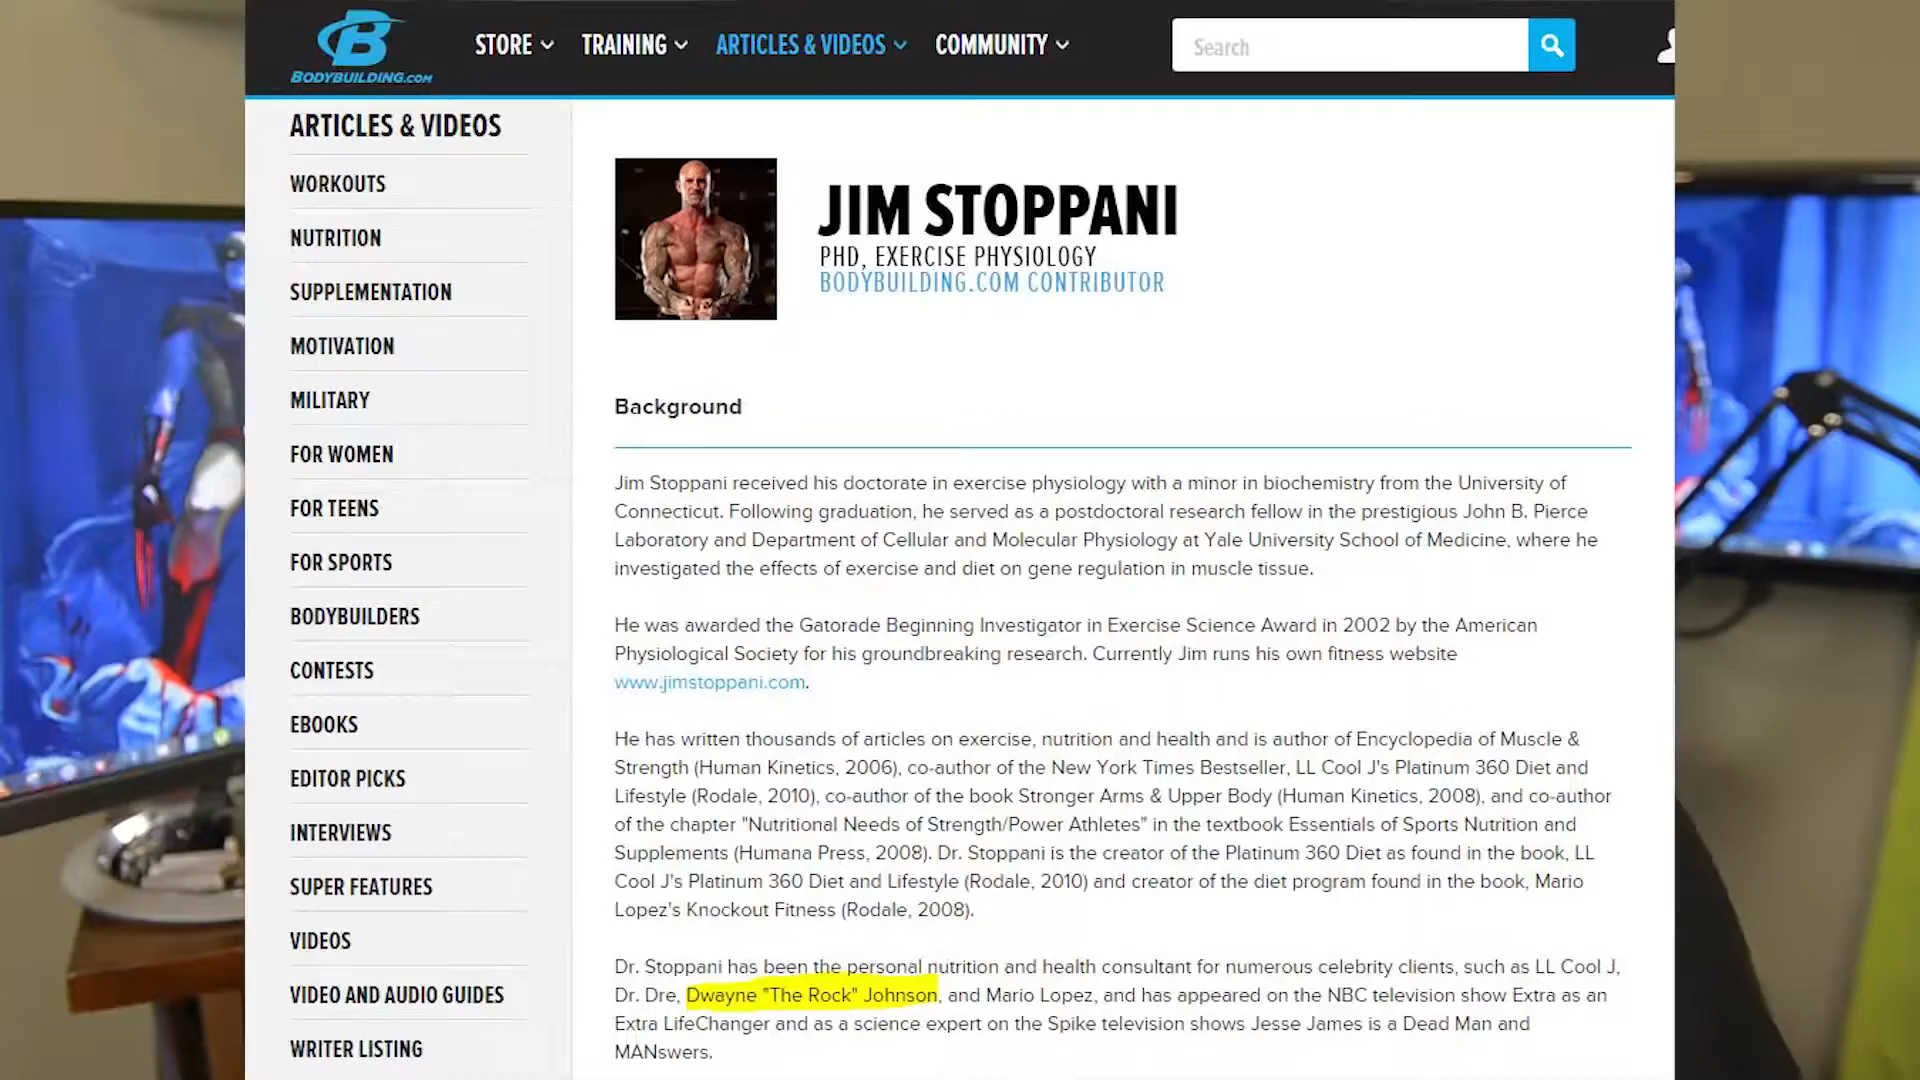 BODYBUILDING.COM
STORE
TRAINING
ARTICLES & VIDEOS
COMMUNITY
Search
ARTICLES & VIDEOS
WORKOUTS
NUTRITION
SUPPLEMENTATION
MOTIVATION
MILITARY
FOR WOMEN
FOR TEENS
FOR SPORTS
BODYBUILDERS
CONTESTS
EBOOKS
EDITOR PICKS
INTERVIEWS
SUPER FEATURES
VIDEOS
VIDEO AND AUDIO GUIDES
WRITER LISTING
JIM STOPPANI
PHD, EXERCISE PHYSIOLOGY
BODYBUILDING.COM CONTRIBUTOR
Background
Jim Stoppani received his doctorate in exercise physiology with a minor in biochemistry from the University of
Connecticut. Following graduation, he served as a postdoctoral research fellow in the prestigious John B. Pierce
Laboratory and Department of Cellular and Molecular Physiology at Yale University School of Medicine, where he
investigated the effects of exercise and diet on gene regulation in muscle tissue.
He was awarded the Gatorade Beginning Investigator in Exercise Science Award in 2002 by the American
Physiological Society for his groundbreaking research. Currently Jim runs his own fitness website
www.jimstoppani.com.
He has written thousands of articles on exercise, nutrition and health and is author of Encyclopedia of Muscle &
Strength (Human Kinetics, 2006), co-author of the New York Times Bestseller, LL Cool J's Platinum 360 Diet and
Lifestyle (Rodale, 2010), co-author of the book Stronger Arms & Upper Body (Human Kinetics, 2008), and co-author
of the chapter "Nutritional Needs of Strength/Power Athletes" in the textbook Essentials of Sports Nutrition and
Supplements (Humana Press, 2008). Dr. Stoppani is the creator of the Platinum 360 Diet as found in the book, LL
Cool J's Platinum 360 Diet and Lifestyle (Rodale, 2010) and creator of the diet program found in the book, Mario
Lopez's Knockout Fitness (Rodale, 2008).
Dr. Stoppani has been the personal nutrition and health consultant for numerous celebrity clients, such as LL Cool J,
Dr. Dre, Dwayne "The Rock" Johnson, and Mario Lopez, and has appeared on the NBC television show Extra as an
Extra LifeChanger and as a science expert on the Spike television shows Jesse James is a Dead Man and
MANswers.